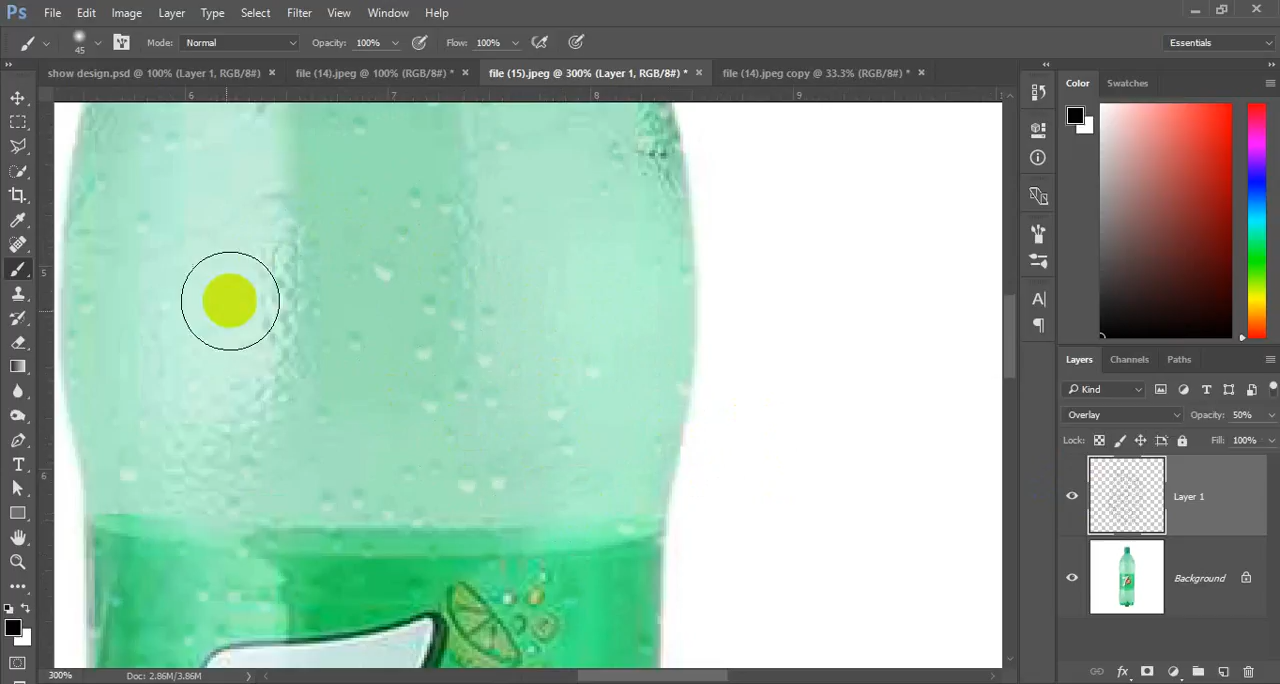 Ps File Edit Image Layer Type Select Filter View Window Help
45 Mode: Normal Opacity: 100% Flow: 100% Essentials
show design.psd @ 100% (Layer 1, RGB/8#) × file (14).jpeg @ 100% (RGB/8#) * × file (15).jpeg @ 300% (Layer 1, RGB/8#) * × file (14).jpeg copy @ 33.3% (RGB/8#) * ×
Color Swatches
6 7 8 9
5
6
Layers Channels Paths
Kind
Overlay Opacity: 50%
Lock: Fill: 100%
Layer 1
Background
300% Doc: 2.86M/3.86M